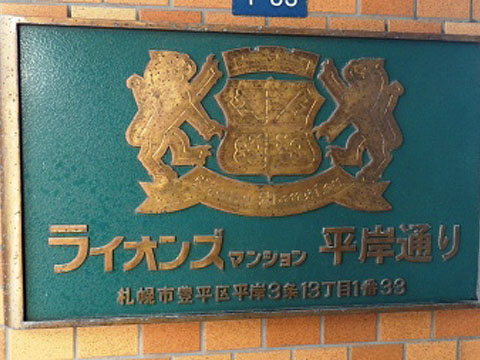 ライオンズマンション 平岸通り
札幌市豊平区平岸3条13丁目1番38